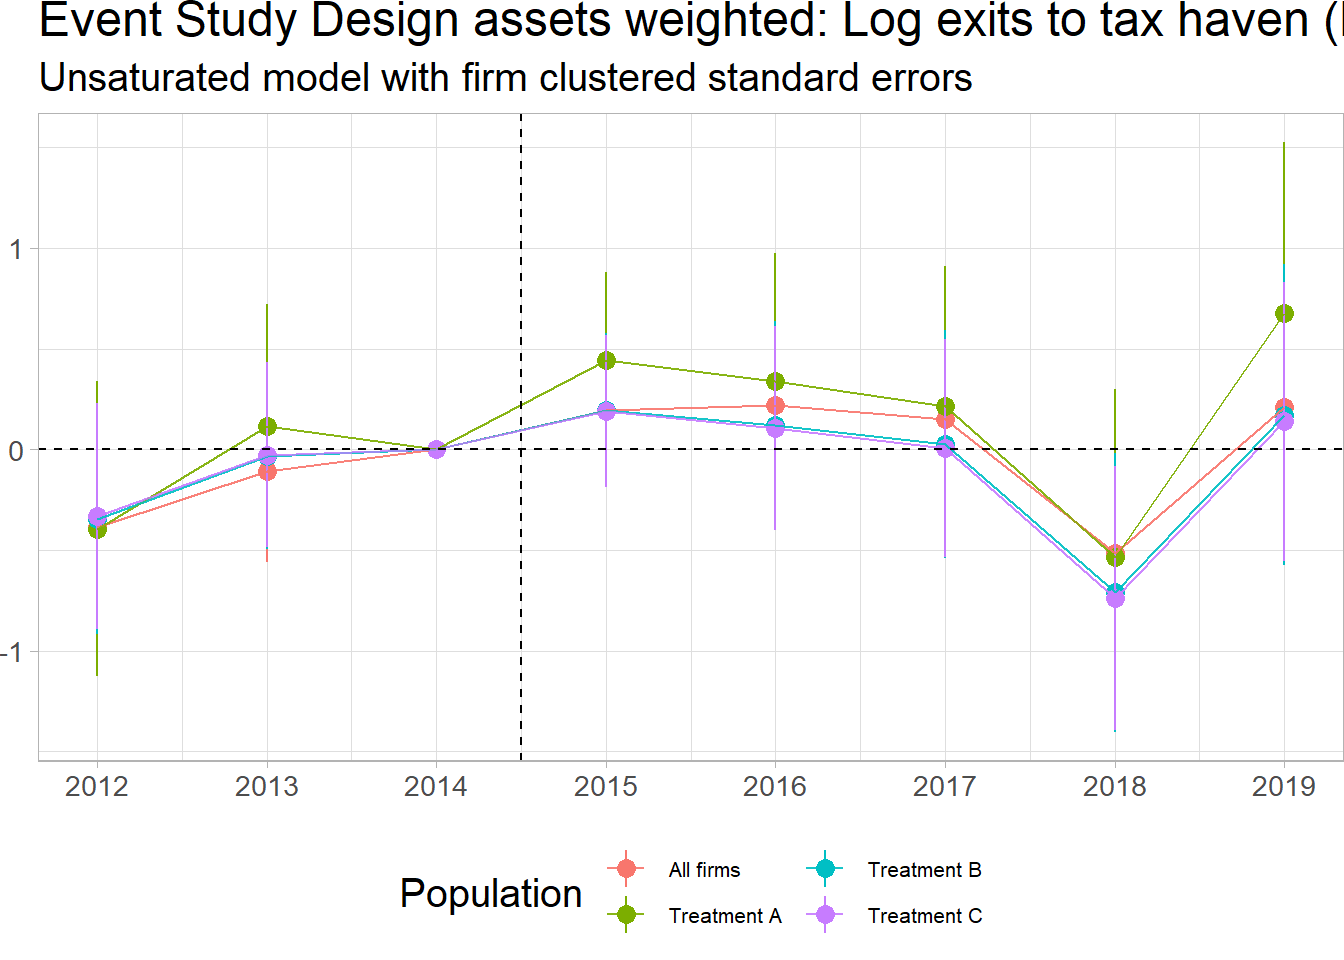 Event Study Design assets weighted: Log exits to tax haven (
Unsaturated model with firm clustered standard errors
1
0
-1
2012 2013 2014 2015 2016 2017 2018 2019
Population
All firms
Treatment A
Treatment B
Treatment C